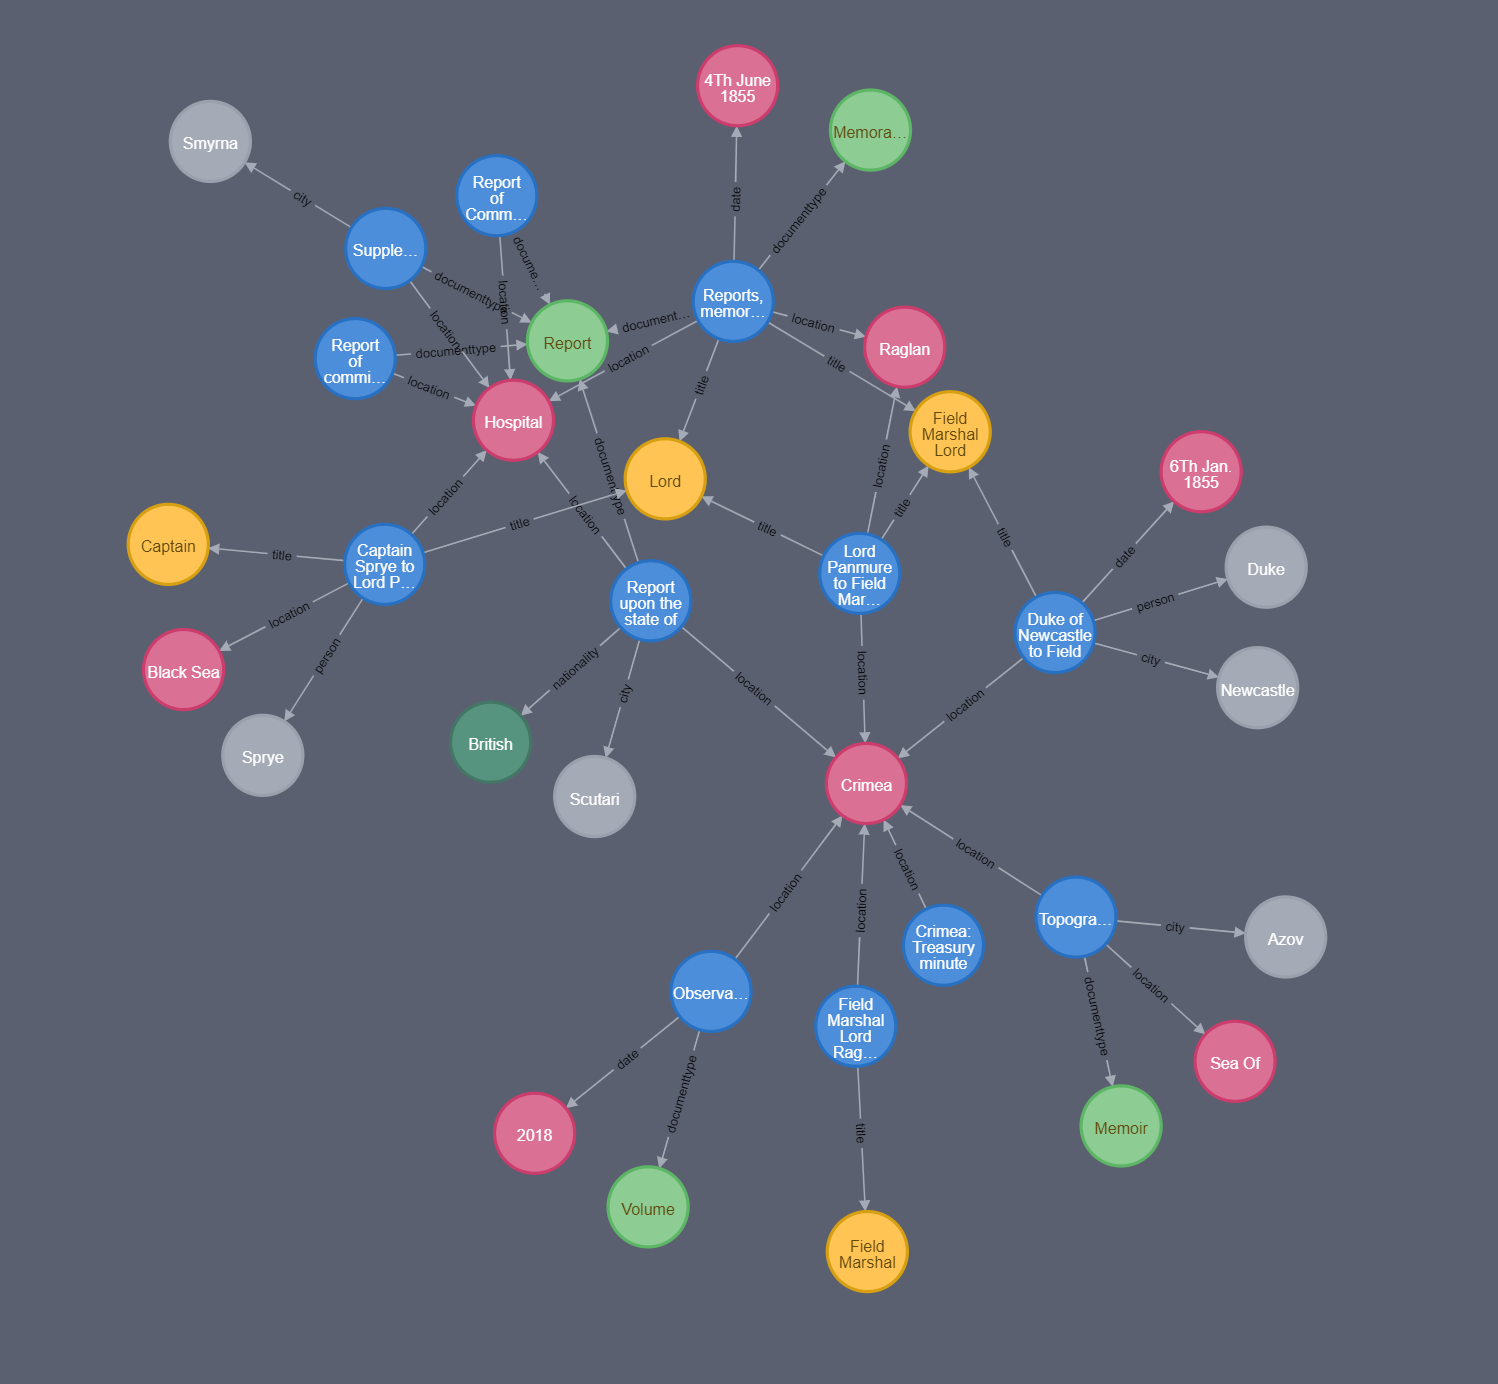 4Th June
1855
Memora…
Smyrna
city
Report
of
Comm…
date
documenttype
Supple…
docume…
documenttype
location
location
Reports,
memor…
document…
location
location
title
title
Raglan
Report
Report
of
commi…
documenttype
location
Hospital
Field
Marshal
Lord
Lord
6Th Jan.
1855
location
documenttype
location
title
title
location
title
title
date
Captain
title
Captain
Sprye to
Lord P…
Report
upon the
state of
Lord
Panmure
to Field
Mar…
Duke
person
Duke of
Newcastle
to Field
city
Newcastle
location
person
Black Sea
Sprye
nationality
city
location
location
location
British
Scutari
Crimea
location
location
location
location
Topogra…
city
Azov
Crimea:
Treasury
minute
Observa…
Field
Marshal
Lord
Rag…
documenttype
location
Sea Of
date
documenttype
title
2018
Memoir
Volume
Field
Marshal